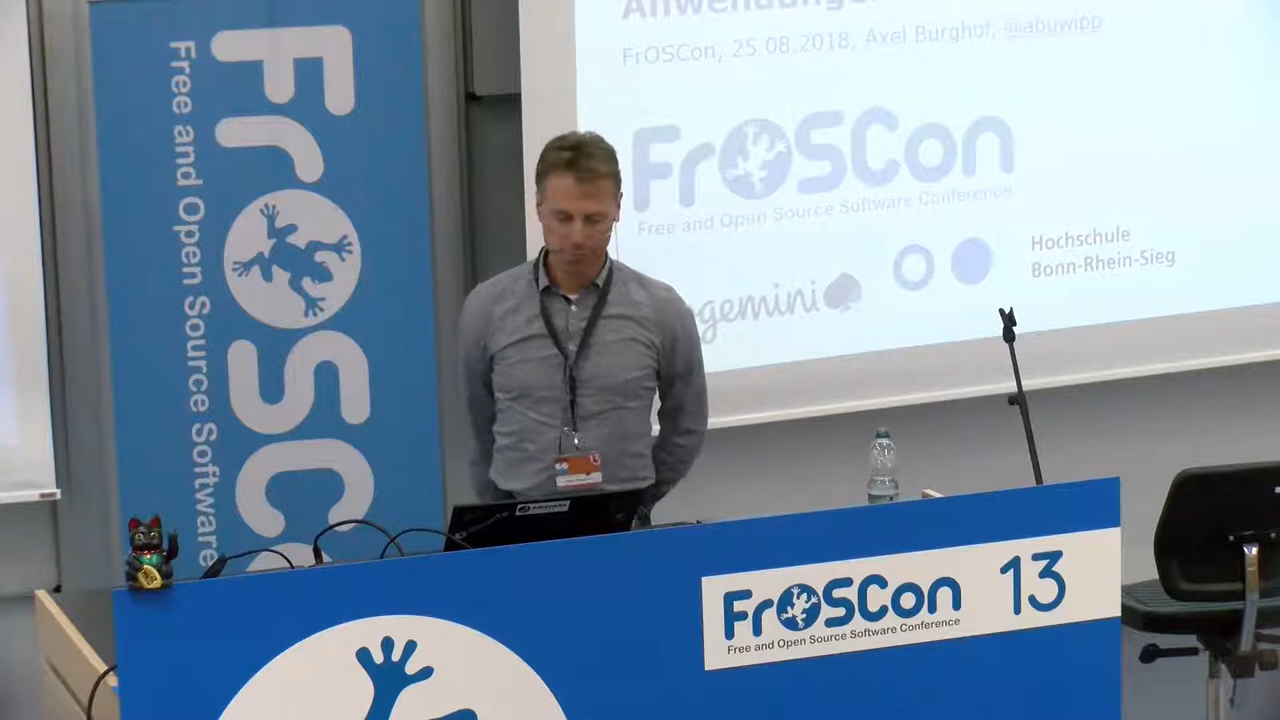 FrOSCon
Free and Open Source Software
FrOSCon, 25.08.2018, Axel Burghof, @abuwipp
FrOSCon
Free and Open Source Software Conference
Hochschule
Bonn-Rhein-Sieg
FrOSCon 13
Free and Open Source Software Conference